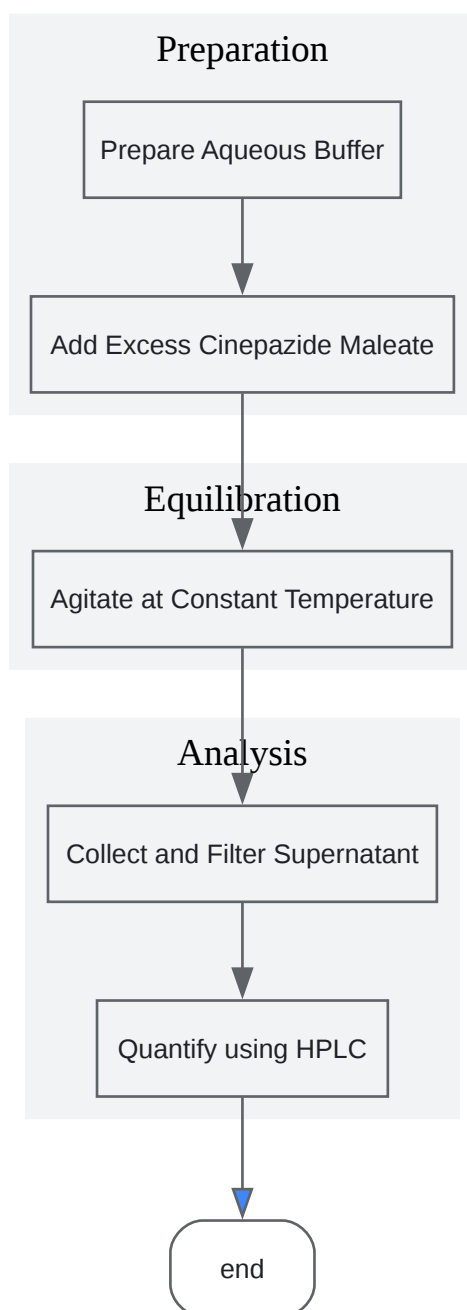 Preparation
Prepare Aqueous Buffer
Add Excess Cinepazide Maleate
Equilibration
Agitate at Constant Temperature
Analysis
Collect and Filter Supernatant
Quantify using HPLC
end